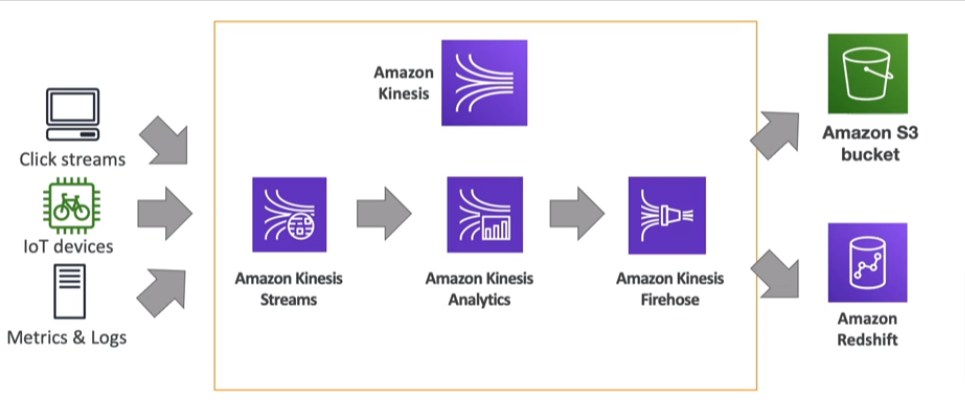 Amazon
Kinesis
Click streams
IoT devices
Metrics & Logs
Amazon Kinesis
Streams
Amazon Kinesis
Analytics
Amazon Kinesis
Firehose
Amazon S3
bucket
Amazon
Redshift